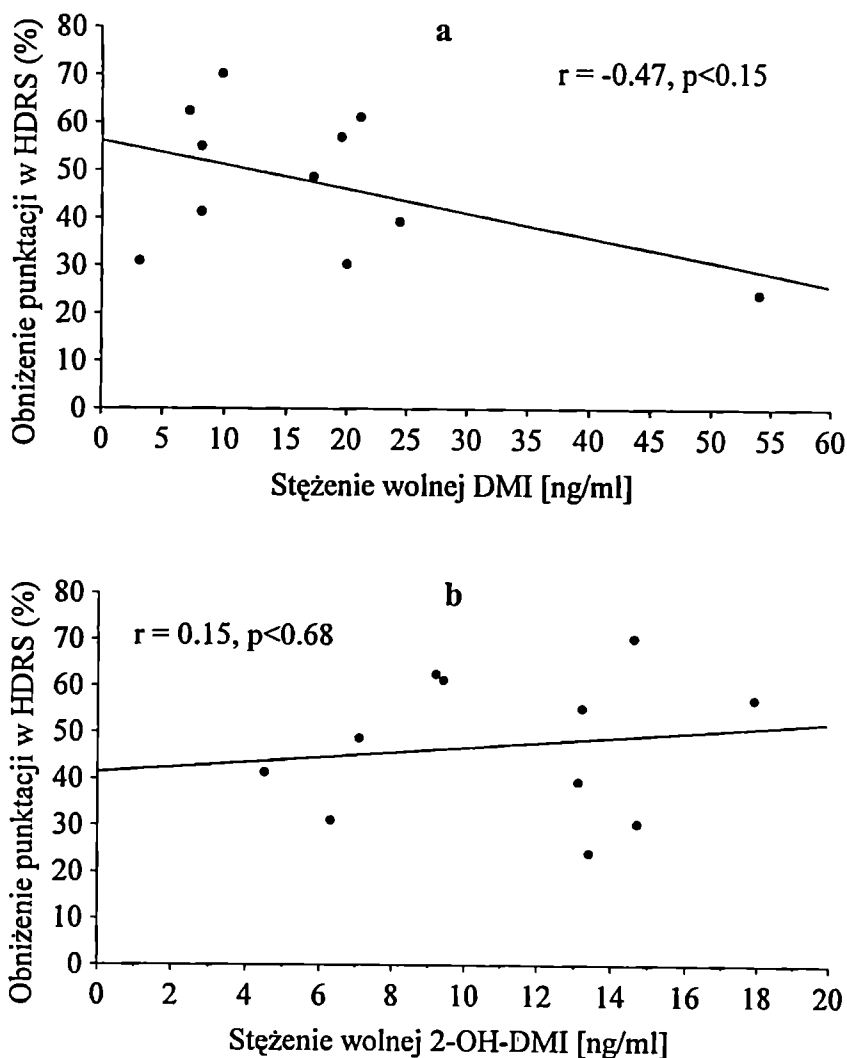 a
r = -0.47, p<0.15
Obniżenie punktacji w HDRS (%)
80
70
60
50
40
30
20
10
0
0 5 10 15 20 25 30 35 40 45 50 55 60
Stężenie wolnej DMI [ng/ml]
b
r = 0.15, p<0.68
Obniżenie punktacji w HDRS (%)
80
70
60
50
40
30
20
10
0
0 2 4 6 8 10 12 14 16 18 20
Stężenie wolnej 2-OH-DMI [ng/ml]